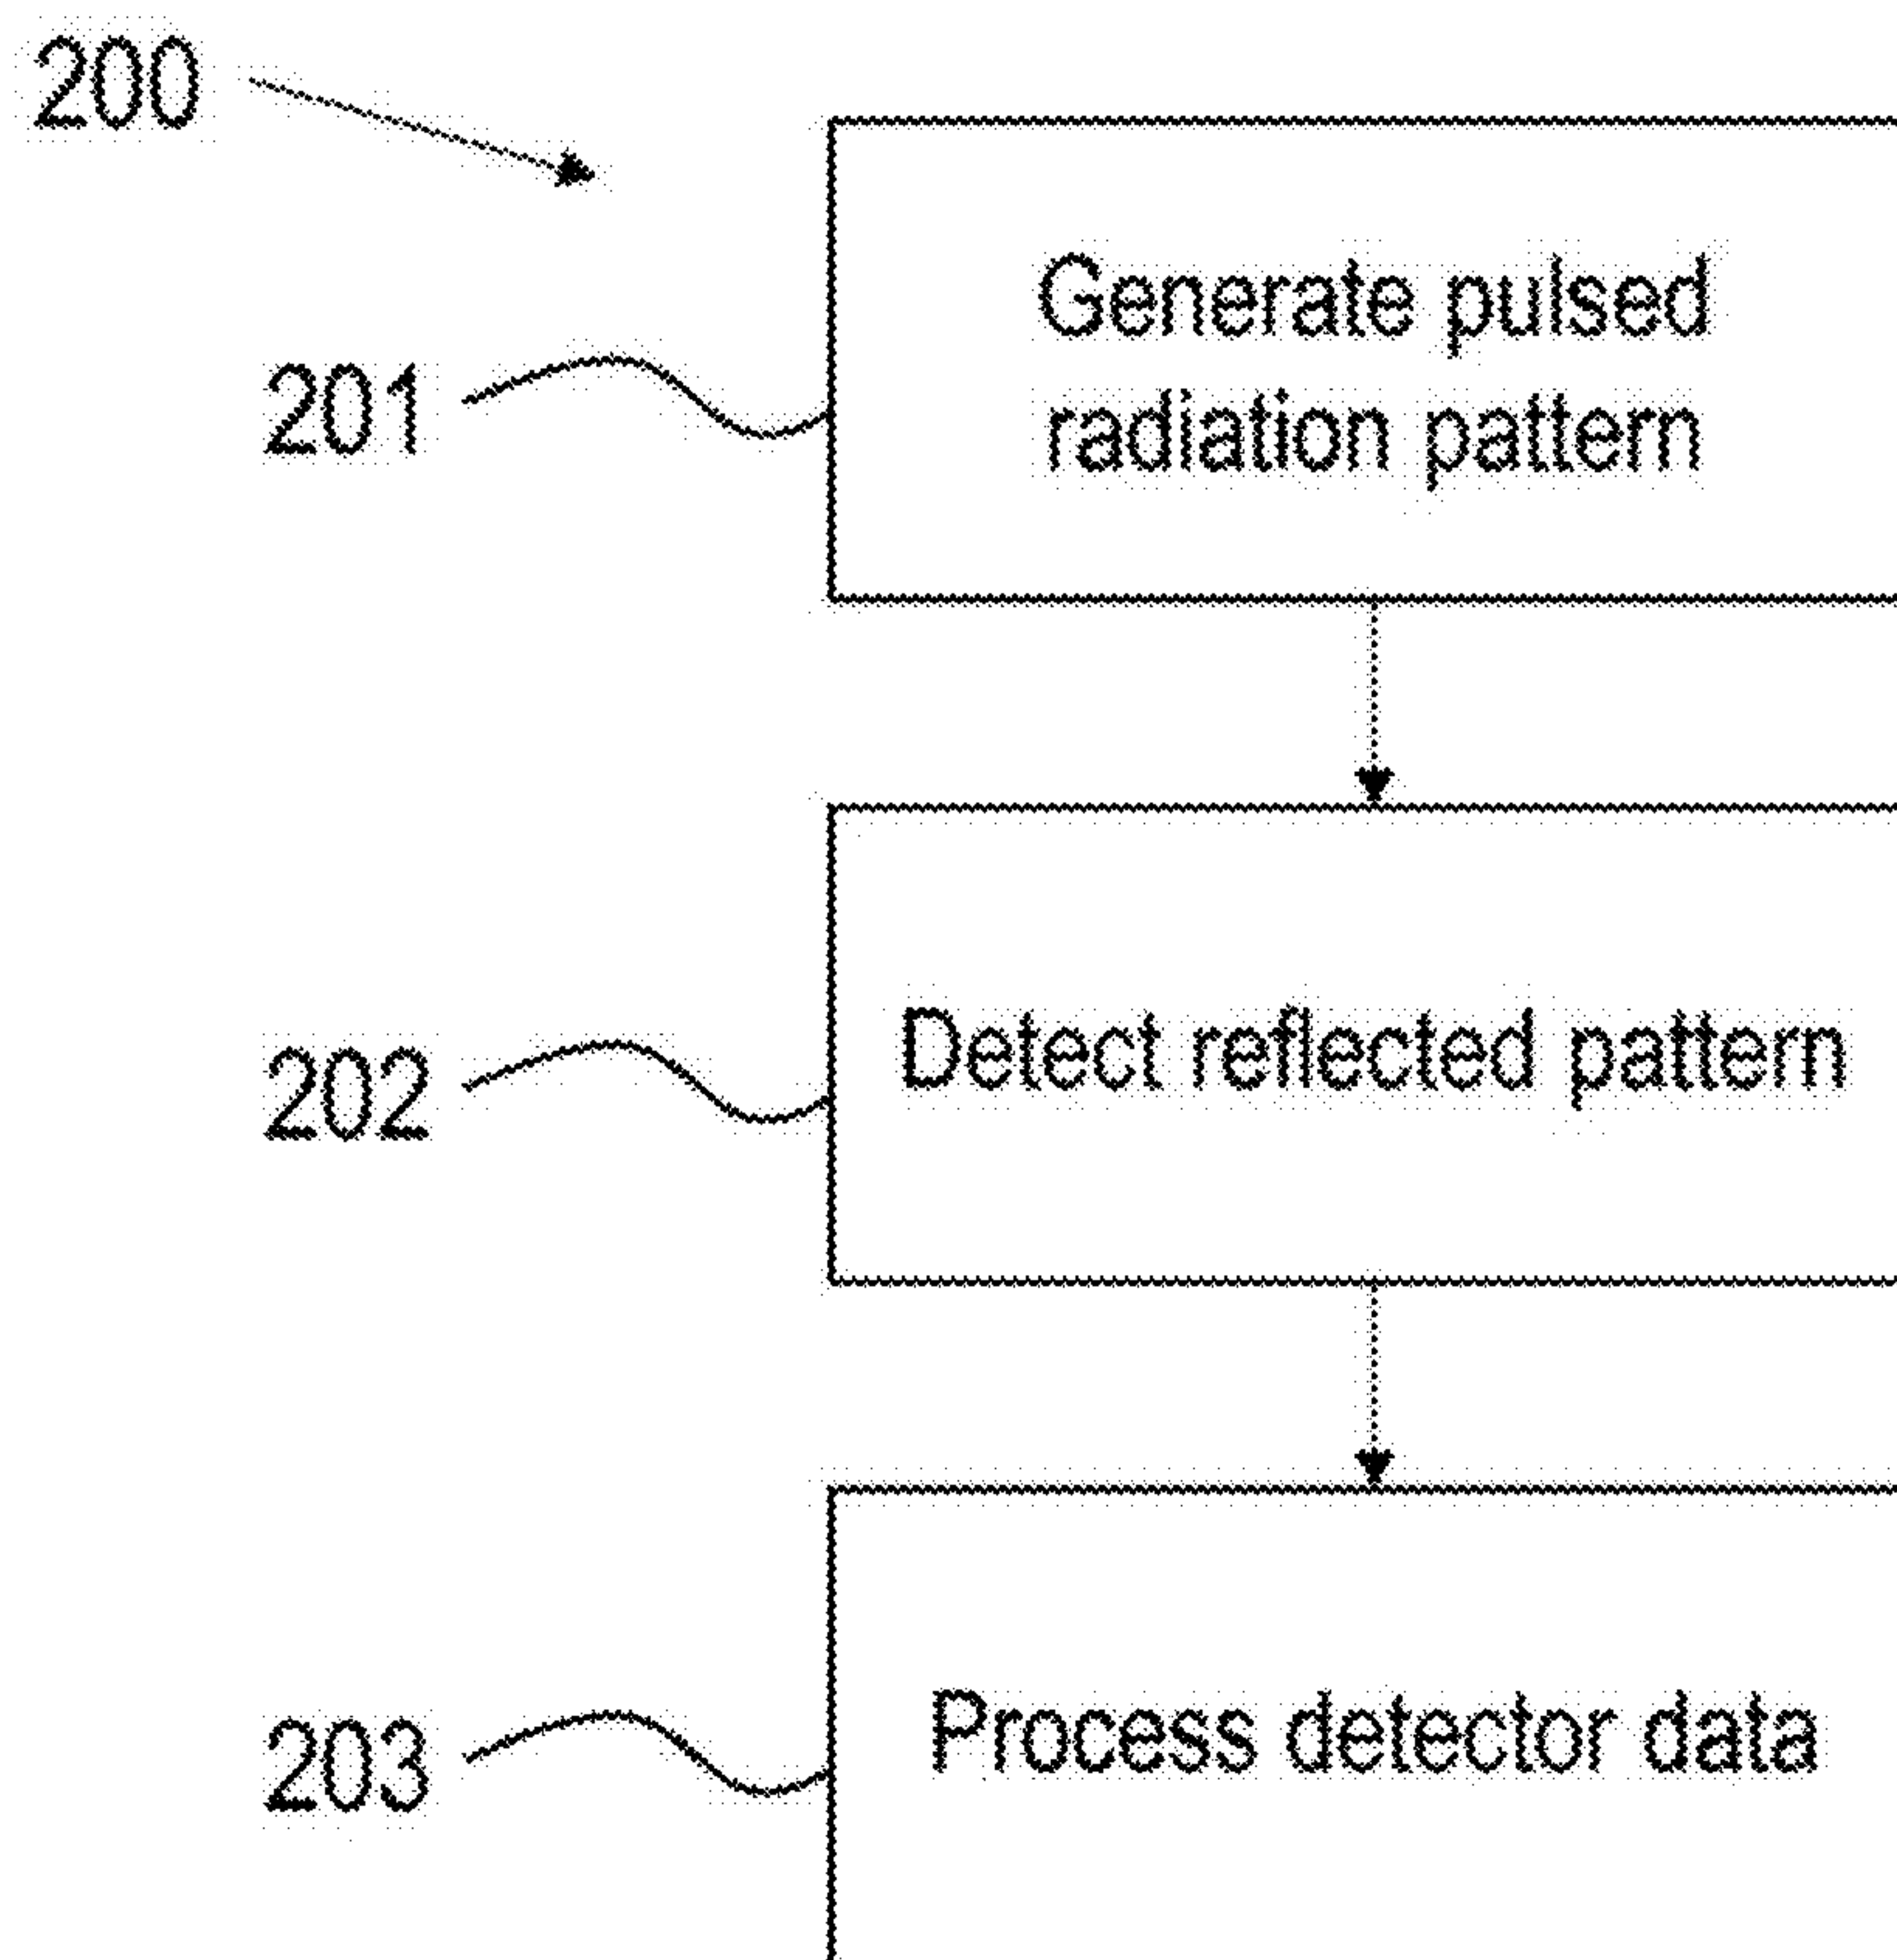 200
201
Generate pulsed
radiation pattern
202
Detect reflected pattern
203
Process detector data